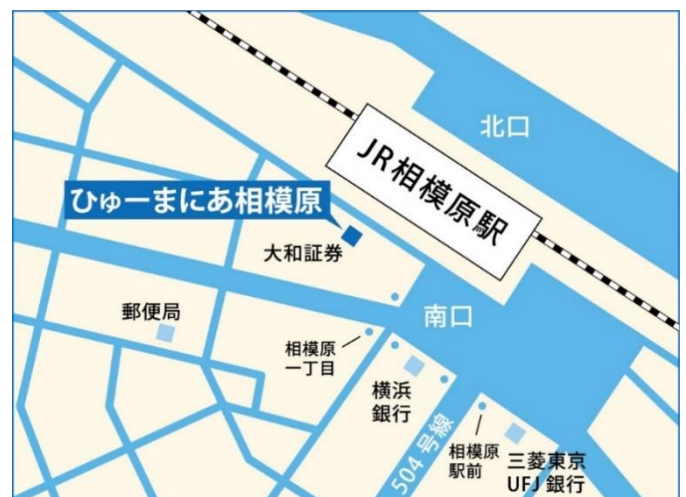 北口
JR相模原駅
ひゅーまにあ相模原
大和証券
南口
郵便局
相模原
一丁目
横浜
銀行
504号線
相模原
駅前
三菱東京
UFJ 銀行